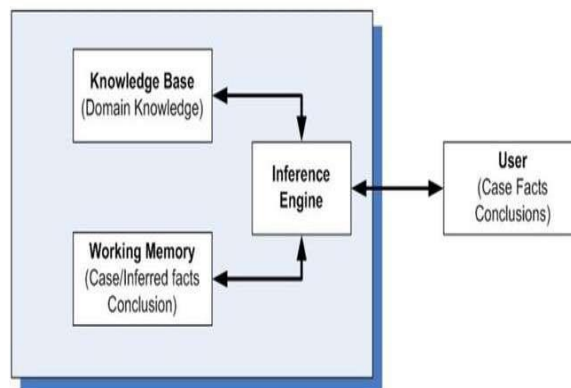 Knowledge Base
(Domain Knowledge)
Inference
Engine
User
(Case Facts
Conclusions)
Working Memory
(Case/Inferred facts
Conclusion)